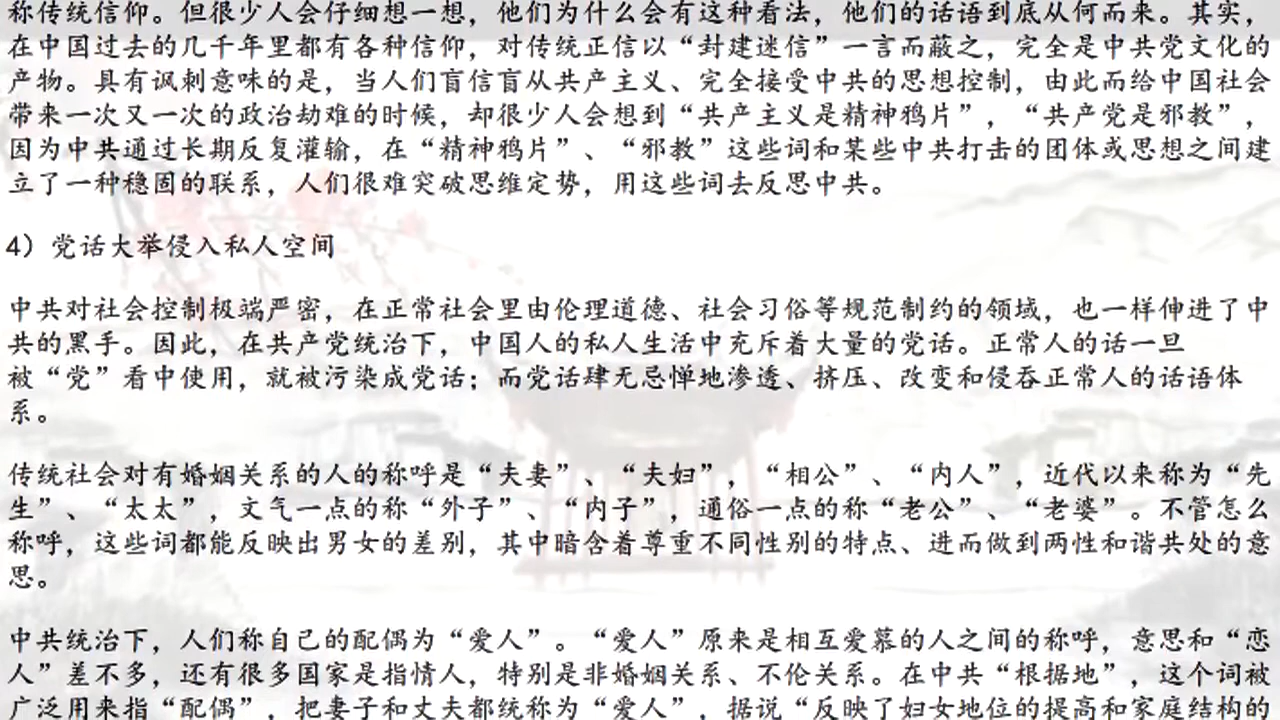 称传统信仰。但很少人会仔细想一想，他们为什么会有这种看法，他们的话语到底从何而来。其实，
在中国过去的几千年里都有各种信仰，对传统正信以“封建迷信”一言而蔽之，完全是中共党文化的
产物。具有讽刺意味的是，当人们盲信盲从共产主义、完全接受中共的思想控制，由此而给中国社会
带来一次又一次的政治劫难的时候，却很少人会想到“共产主义是精神鸦片”，“共产党是邪教”，
因为中共通过长期反复灌输，在“精神鸦片”、“邪教”这些词和某些中共打击的团体或思想之间建
立了一种稳固的联系，人们很难突破思维定势，用这些词去反思中共。
4）党话大举侵入私人空间
中共对社会控制极端严密，在正常社会里由伦理道德、社会习俗等规范制约的领域，也一样伸进了中
共的黑手。因此，在共产党统治下，中国人的私人生活中充斥着大量的党话。正常人的话一旦
被“党”看中使用，就被污染成党话；而党话肆无忌惮地渗透、挤压、改变和侵吞正常人的话语体
系。
传统社会对有婚姻关系的人的称呼是“夫妻”、“夫妇”，“相公”、“内人”，近代以来称为“先
生”、“太太”，文气一点的称“外子”、“内子”，通俗一点的称“老公”、“老婆”。不管怎么
称呼，这些词都能反映出男女的差别，其中暗含着尊重不同性别的特点、进而做到两性和谐共处的意
思。
中共统治下，人们称自己的配偶为“爱人”。“爱人”原来是相互爱慕的人之间的称呼，意思和“恋
人”差不多，还有很多国家是指情人，特别是非婚姻关系、不伦关系。在中共“根据地”，这个词被
广泛用来指“配偶”，把妻子和丈夫都统称为“爱人”，据说“反映了妇女地位的提高和家庭结构的